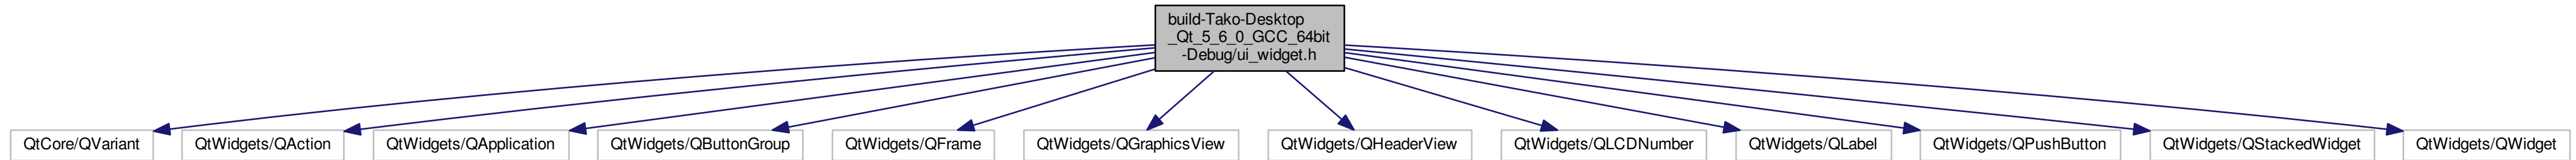 build-Tako-Desktop
_Qt_5_6_0_GCC_64bit
-Debug/ui_widget.h
QtCore/QVariant
QtWidgets/QAction
QtWidgets/QApplication
QtWidgets/QButtonGroup
QtWidgets/QFrame
QtWidgets/QGraphicsView
QtWidgets/QHeaderView
QtWidgets/QLCDNumber
QtWidgets/QLabel
QtWidgets/QPushButton
QtWidgets/QStackedWidget
QtWidgets/QWidget